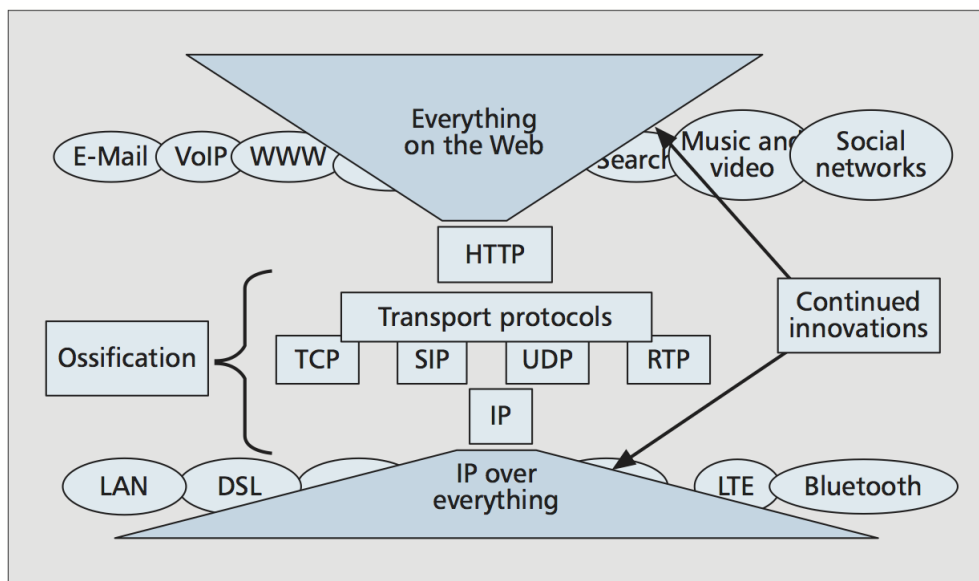 Everything
on the Web
E-Mail
VoIP
WWW
Search
Music and
video
Social
networks
HTTP
Transport protocols
TCP
SIP
UDP
RTP
IP
Ossification
Continued
innovations
LAN
DSL
IP over
everything
LTE
Bluetooth